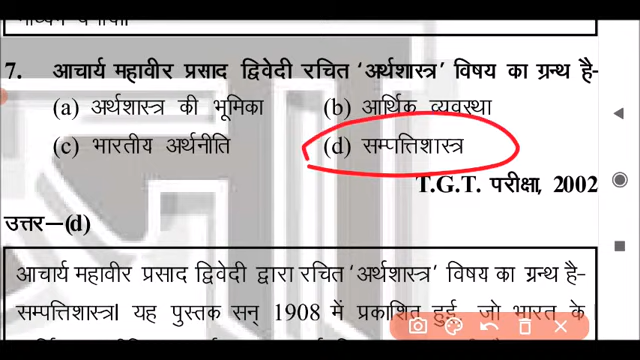 7. आचार्य महावीर प्रसाद द्विवेदी रचित 'अर्थशास्त्र' विषय का ग्रन्थ है-
(a) अर्थशास्त्र की भूमिका (b) आर्थिक व्यवस्था
(c) भारतीय अर्थनीति (d) सम्पत्तिशास्त्र
T.G.T. परीक्षा, 2002
उत्तर–(d)
आचार्य महावीर प्रसाद द्विवेदी द्वारा रचित 'अर्थशास्त्र' विषय का ग्रन्थ है-
सम्पत्तिशास्त्र। यह पुस्तक सन् 1908 में प्रकाशित हुई, जो भारत के